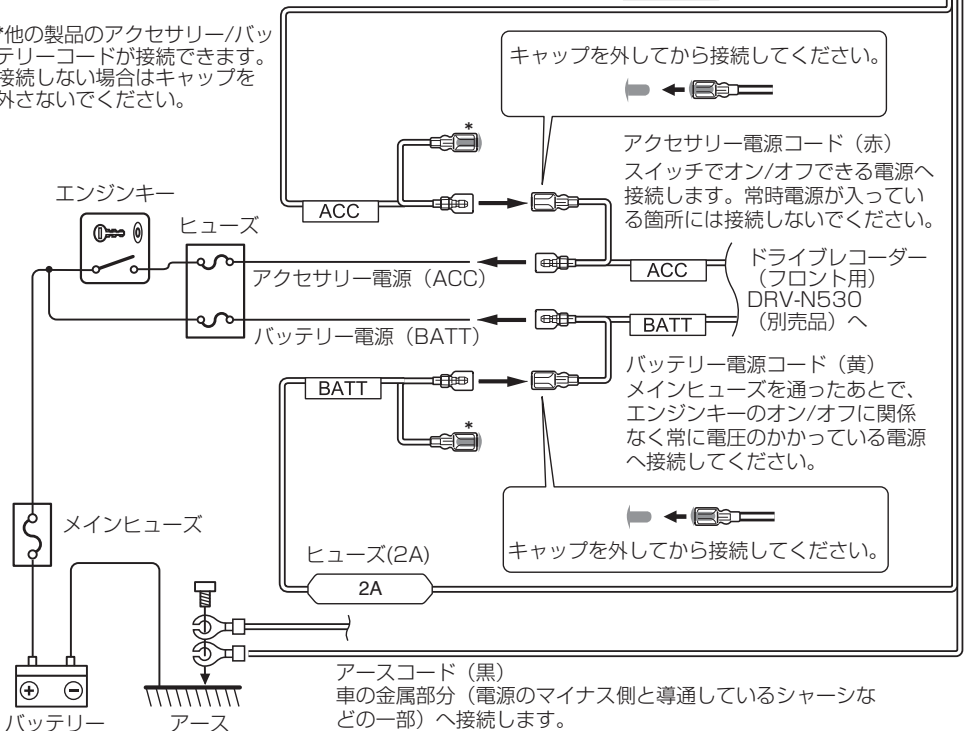 *他の製品のアクセサリー/バッ
テリーコードが接続できます。
接続しない場合はキャップを
外さないでください。
キャップを外してから接続してください。
*
アクセサリー電源コード（赤）
スイッチでオン/オフできる電源へ
接続します。常時電源が入ってい
る箇所には接続しないでください。
エンジンキー
ヒューズ
ACC
アクセサリー電源（ACC）
ACC
ドライブレコーダー
（フロント用）
DRV-N530
（別売品）へ
バッテリー電源（BATT）
BATT
BATT
*
バッテリー電源コード（黄）
メインヒューズを通ったあとで、
エンジンキーのオン/オフに関係
なく常に電圧のかかっている電源
へ接続してください。
キャップを外してから接続してください。
メインヒューズ
ヒューズ(2A)
2A
アースコード（黒）
車の金属部分（電源のマイナス側と導通しているシャーシな
どの一部）へ接続します。
⊕ ⊖
バッテリー
アース